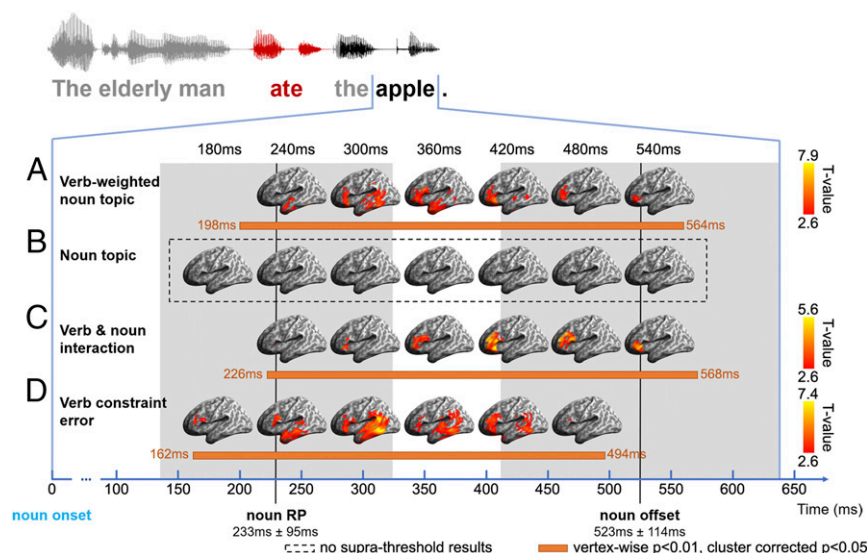 The elderly man ate the apple .
180ms 240ms 300ms 360ms 420ms 480ms 540ms
A
Verb-weighted
noun topic
198ms 564ms
7.9
T-value
2.6
B
Noun topic
C
Verb & noun
interaction
226ms 568ms
5.6
T-value
2.6
D
Verb constraint
error
162ms 494ms
7.4
T-value
2.6
0 ... 100 150 200 250 300 350 400 450 500 550 600 650
noun onset noun RP noun offset Time (ms)
233ms ± 95ms 523ms ± 114ms
no supra-threshold results vertex-wise p<0.01, cluster corrected p<0.05